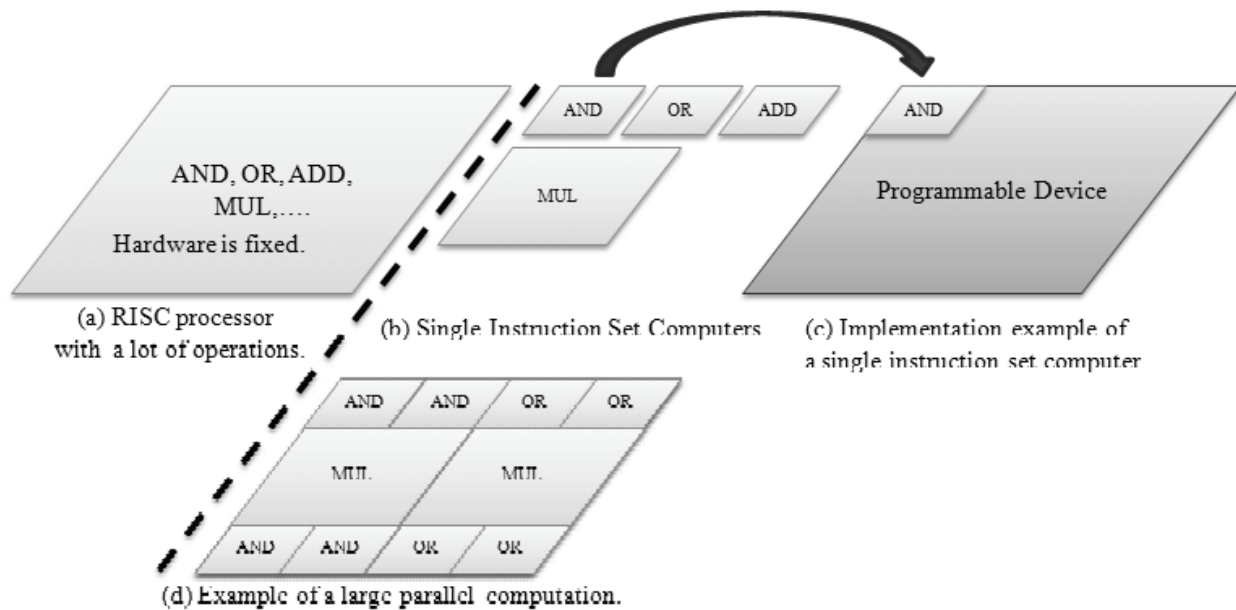 AND, OR, ADD,
MUL,....
Hardware is fixed.
(a) RISC processor
with a lot of operations.
AND OR ADD
MUL
(b) Single Instruction Set Computers
AND
Programmable Device
(c) Implementation example of
a single instruction set computer
AND AND OR OR
MUL MUL
AND AND OR OR
(d) Example of a large parallel computation.